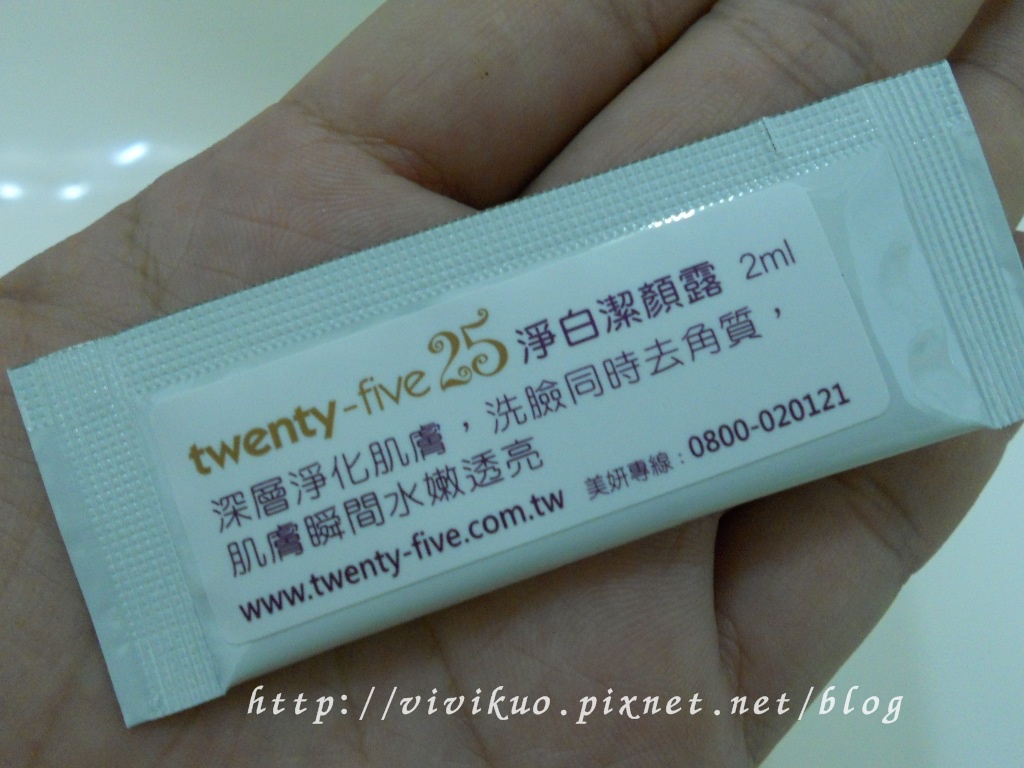 twenty-five 25 淨白潔顏露 2ml
深層淨化肌膚，洗臉同時去角質，
肌膚瞬間水嫩透亮
www.twenty-five.com.tw 美妍專線：0800-020121
http://vivikuo.pixnet.net/blog